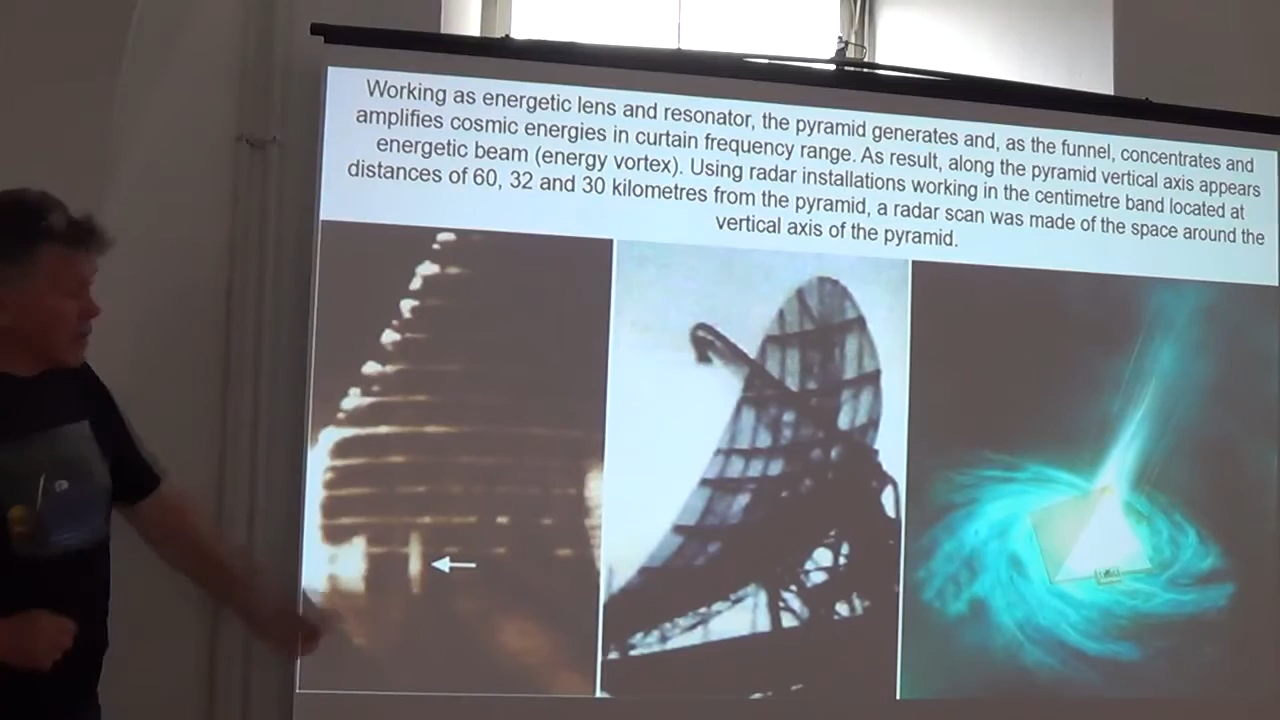 Working as energetic lens and resonator, the pyramid generates and, as the funnel, concentrates and
amplifies cosmic energies in curtain frequency range. As result, along the pyramid vertical axis appears
energetic beam (energy vortex). Using radar installations working in the centimetre band located at
distances of 60, 32 and 30 kilometres from the pyramid, a radar scan was made of the space around the
vertical axis of the pyramid.